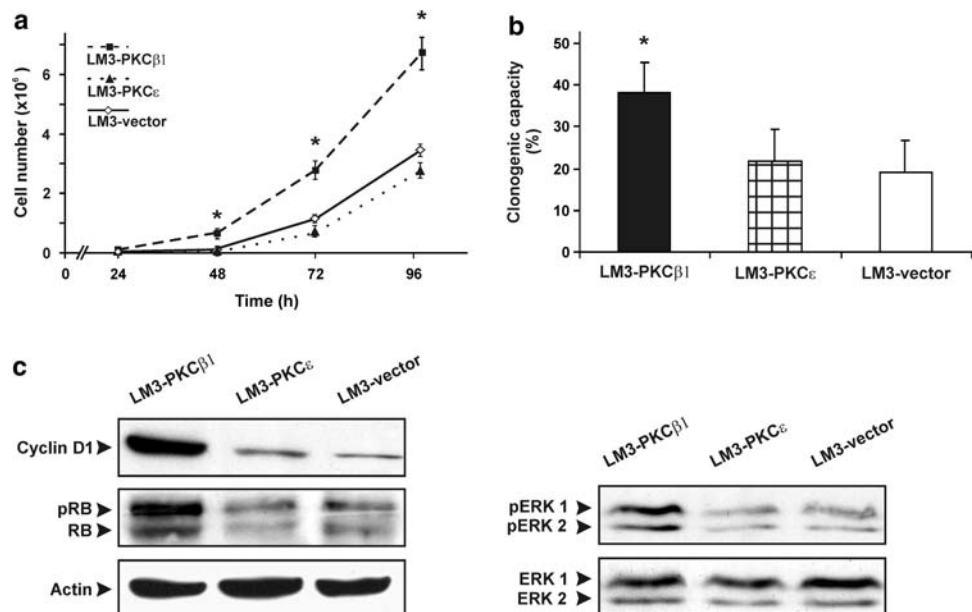 a
*
LM3-PKCβ1
LM3-PKCε
LM3-vector
Cell number (x10⁶)
6
4
2
0
*
*
0 24 48 72 96
Time (h)
b
*
Clonogenic capacity
(%)
50
40
30
20
10
0
LM3-PKCβ1 LM3-PKCε LM3-vector
c
LM3-PKCβ1 LM3-PKCε LM3-vector
Cyclin D1
pRB
RB
Actin
LM3-PKCβ1 LM3-PKCε LM3-vector
pERK 1
pERK 2
ERK 1
ERK 2